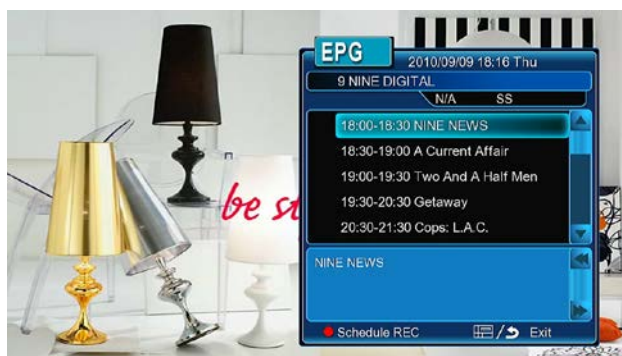 EPG
2010/09/09 18:16 Thu
9 NINE DIGITAL
N/A SS
18:00-18:30 NINE NEWS
18:30-19:00 A Current Affair
19:00-19:30 Two And A Half Men
19:30-20:30 Getaway
20:30-21:30 Cops: L.A.C.
be st
NINE NEWS
Schedule REC
/
Exit